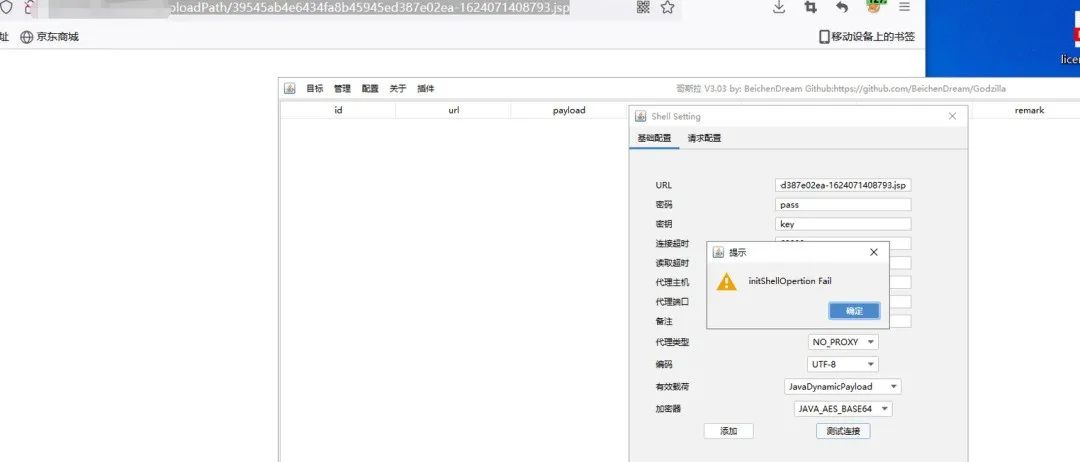 ploadPath/39545ab4e6434fa8b45945ed387e02ea-1624071408793.jsp
址 京东商城
移动设备上的书签
licen
目标 管理 配置 关于 插件
哥斯拉 V3.03 by: BeichenDream Github:https://github.com/BeichenDream/Godzilla
id url payload remark
Shell Setting
基础配置 请求配置
URL d387e02ea-1624071408793.jsp
密码 pass
密钥 key
连接超时
读取超时
代理主机
代理端口
备注
提示
initShellOpertion Fail
确定
代理类型 NO_PROXY
编码 UTF-8
有效载荷 JavaDynamicPayload
加密器 JAVA_AES_BASE64
添加 测试连接